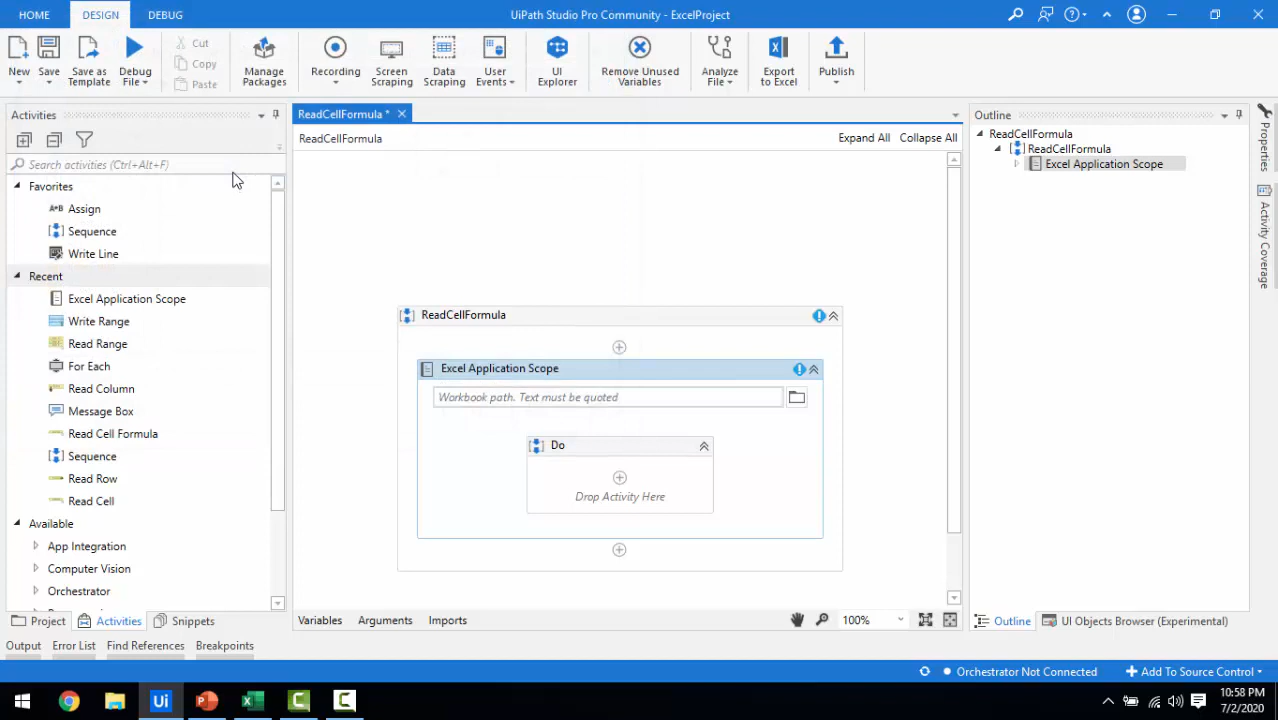 HOME DESIGN DEBUG
UiPath Studio Pro Community - ExcelProject
New Save Save as Template Debug File
Cut
Copy
Paste
Manage Packages
Recording Screen Scraping Data Scraping User Events
UI Explorer
Remove Unused Variables
Analyze File
Export to Excel
Publish
Activities
Search activities (Ctrl+Alt+F)
Favorites
Assign
Sequence
Write Line
Recent
Excel Application Scope
Write Range
Read Range
For Each
Read Column
Message Box
Read Cell Formula
Sequence
Read Row
Read Cell
Available
App Integration
Computer Vision
Orchestrator
Project Activities Snippets
ReadCellFormula *
ReadCellFormula
Expand All Collapse All
ReadCellFormula
Excel Application Scope
Workbook path. Text must be quoted
Do
Drop Activity Here
Variables Arguments Imports
100%
Outline
ReadCellFormula
ReadCellFormula
Excel Application Scope
Outline UI Objects Browser (Experimental)
Properties
Activity Coverage
Output Error List Find References Breakpoints
Orchestrator Not Connected Add To Source Control
Ui
10:58 PM
7/2/2020